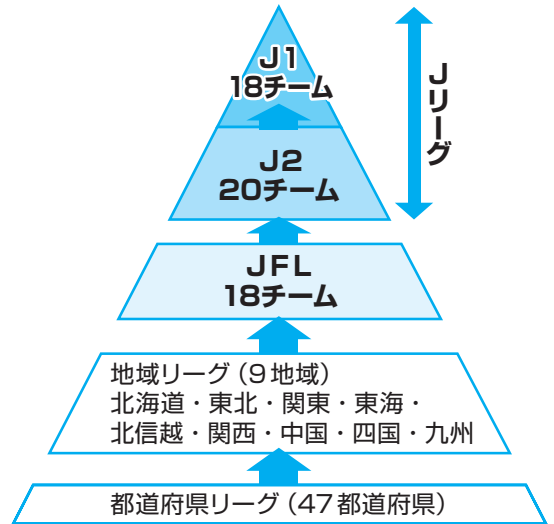 J1
18チーム
J2
20チーム
Jリーグ
JFL
18チーム
地域リーグ（9地域）
北海道・東北・関東・東海・
北信越・関西・中国・四国・九州
都道府県リーグ（47都道府県）